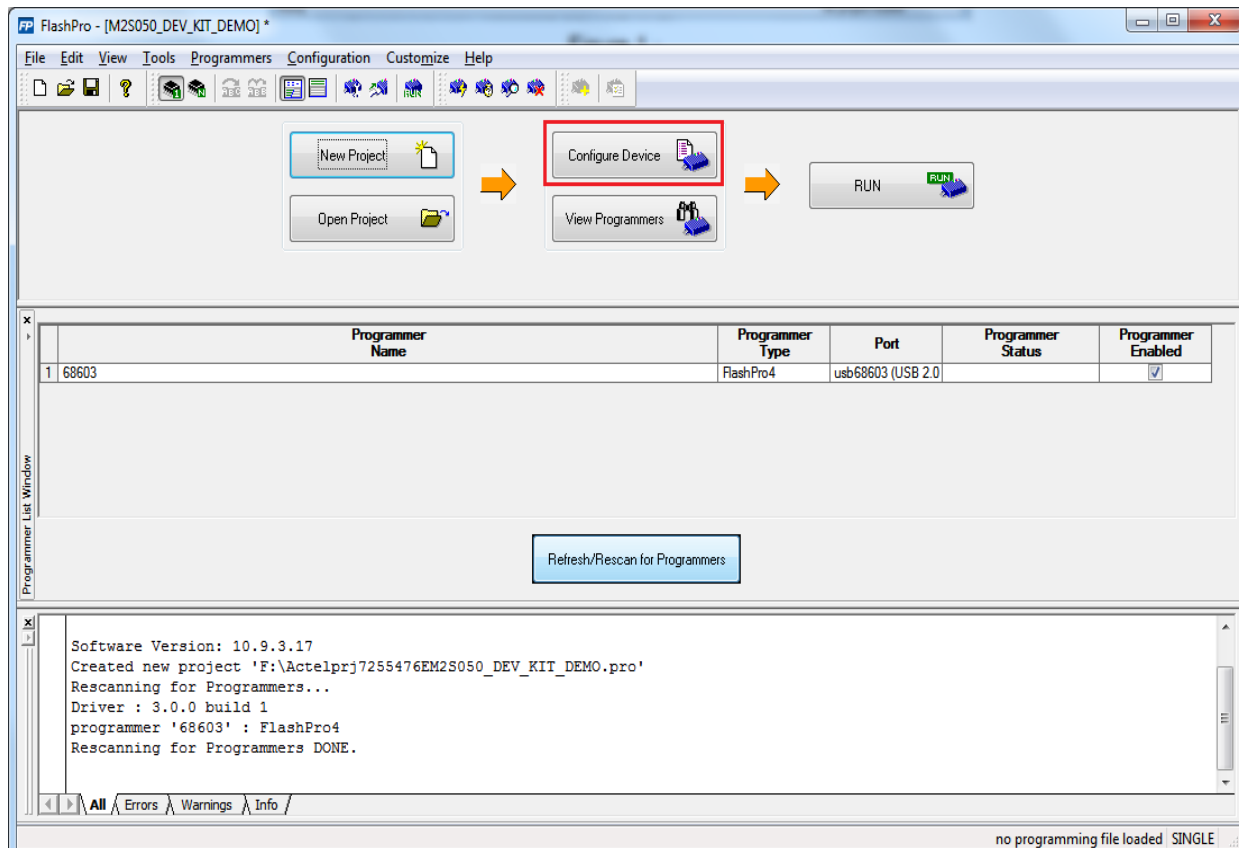 FP FlashPro - [M2S050_DEV_KIT_DEMO] *
File Edit View Tools Programmers Configuration Customize Help
New Project
Configure Device
RUN
RUN
Open Project
View Programmers
Programmer Name
Programmer Type
Port
Programmer Status
Programmer Enabled
1 68603 FlashPro4 usb68603 (USB 2.0
Programmer List Window
Refresh/Rescan for Programmers
Software Version: 10.9.3.17
Created new project 'F:\Actelprj7255476EM2S050_DEV_KIT_DEMO.pro'
Rescanning for Programmers...
Driver : 3.0.0 build 1
programmer '68603' : FlashPro4
Rescanning for Programmers DONE.
All Errors Warnings Info
no programming file loaded SINGLE